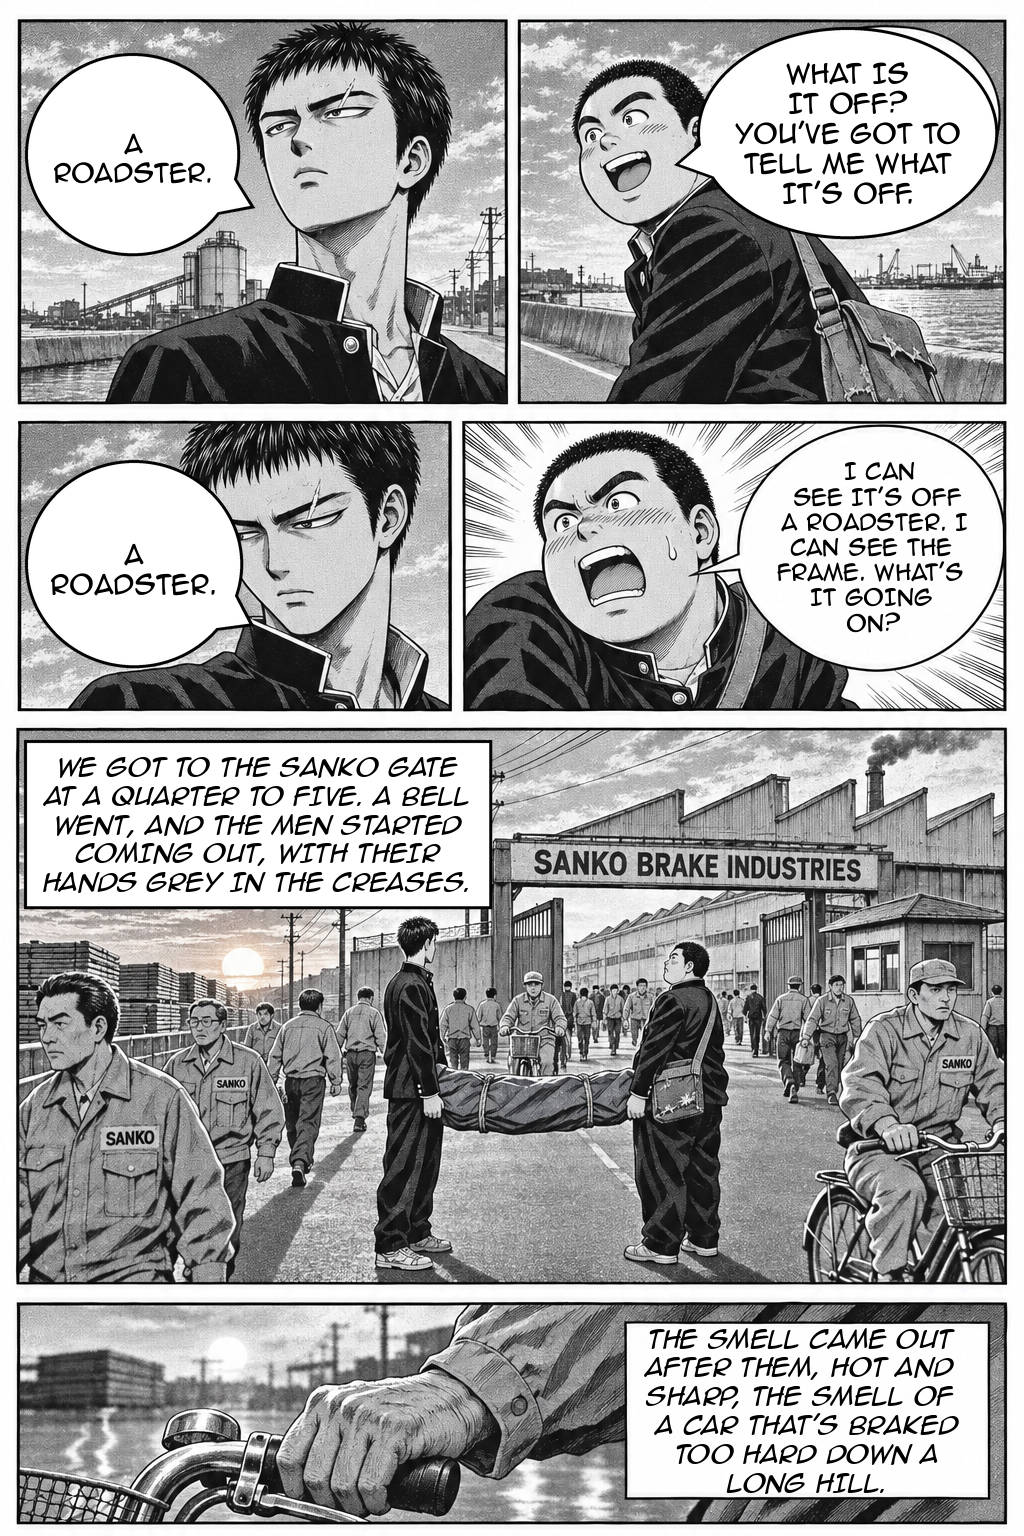 A
ROADSTER.
WHAT IS
IT OFF?
YOU'VE GOT TO
TELL ME WHAT
IT'S OFF.
A
ROADSTER.
I CAN
SEE IT'S OFF
A ROADSTER. I
CAN SEE THE
FRAME. WHAT'S
IT GOING
ON?
WE GOT TO THE SANKO GATE
AT A QUARTER TO FIVE. A BELL
WENT, AND THE MEN STARTED
COMING OUT, WITH THEIR
HANDS GREY IN THE CREASES.
SANKO BRAKE INDUSTRIES
SANKO
SANKO
SANKO
THE SMELL CAME OUT
AFTER THEM, HOT AND
SHARP, THE SMELL OF
A CAR THAT'S BRAKED
TOO HARD DOWN A
LONG HILL.